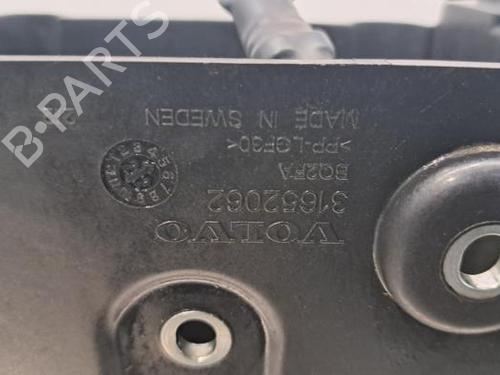 VOLVO
31652062
BQ2FA
>PP-LGF30<
MADE IN SWEDEN
B-PARTS